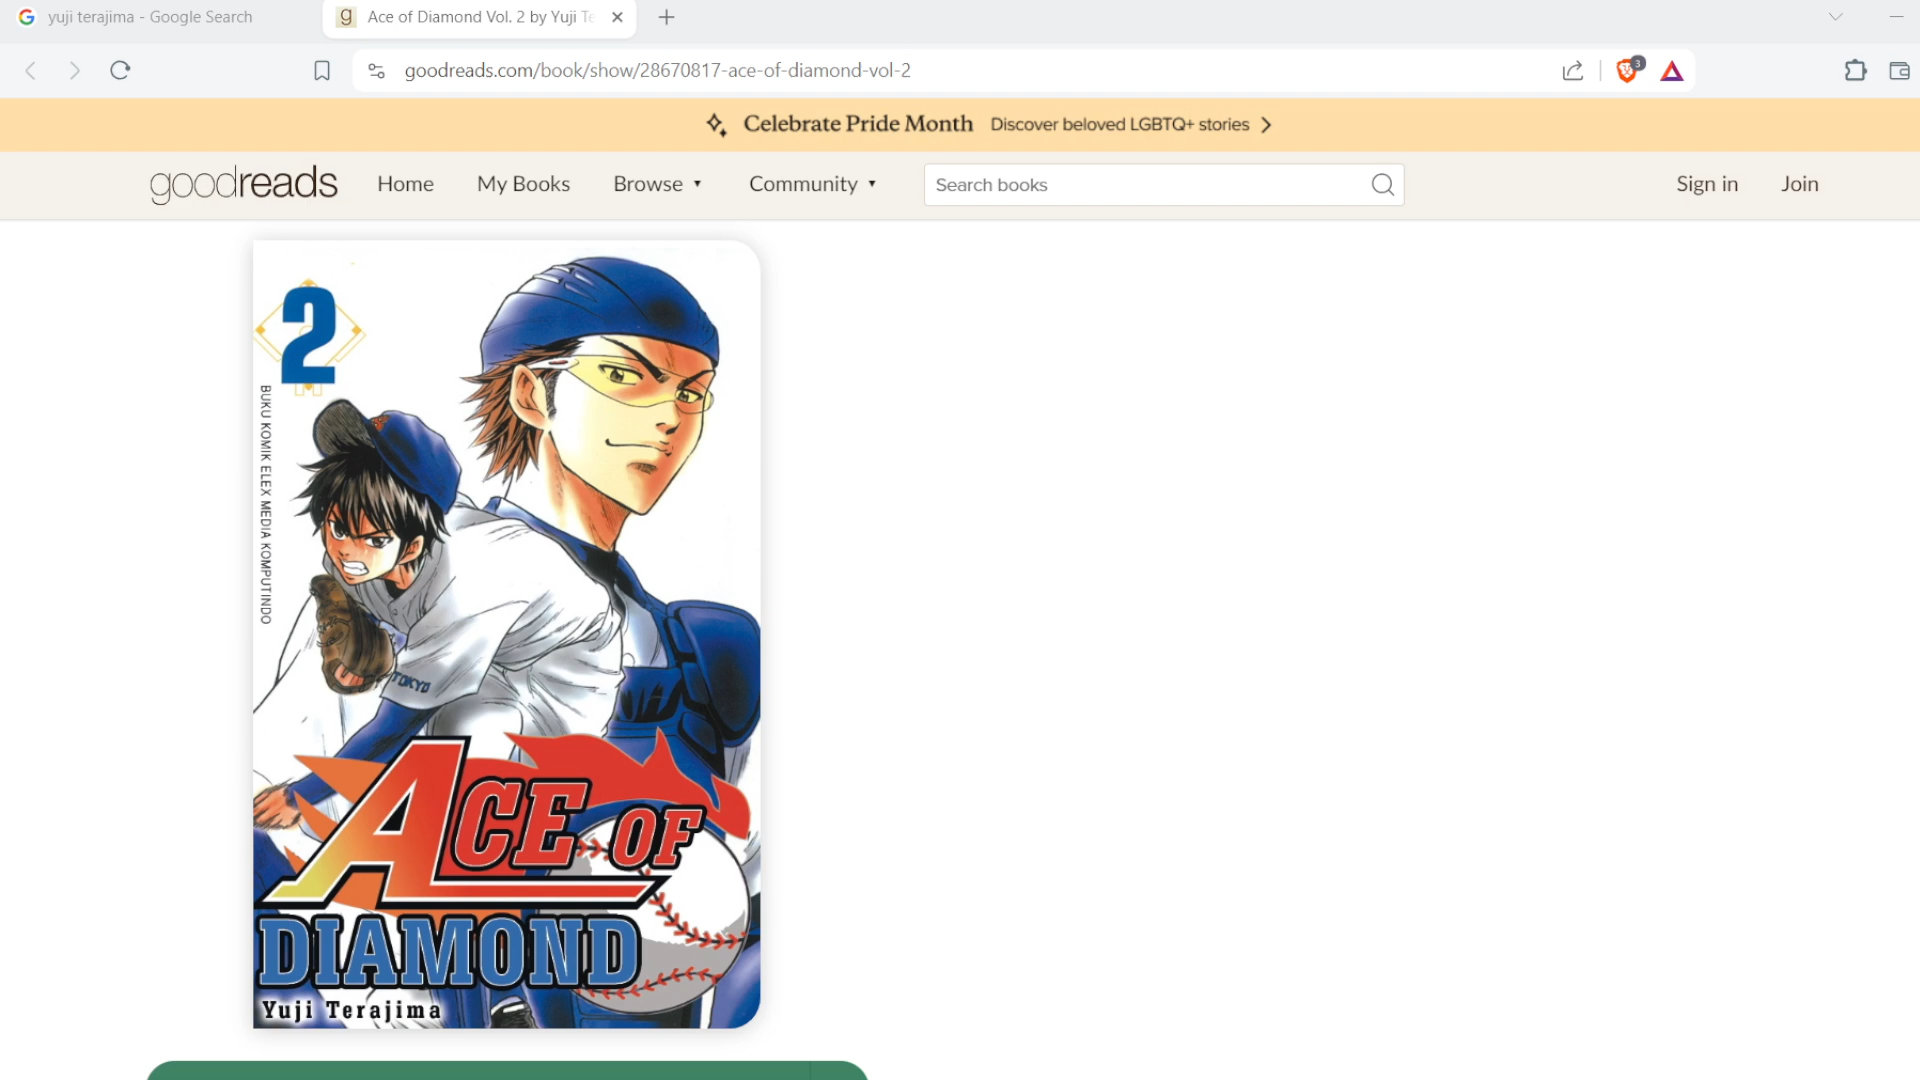 yuji terajima - Google Search
Ace of Diamond Vol. 2 by Yuji Te
goodreads.com/book/show/28670817-ace-of-diamond-vol-2
3
Celebrate Pride Month Discover beloved LGBTQ+ stories
goodreads Home My Books Browse Community Search books Sign in Join
2
BUKU KOMIK ELEX MEDIA KOMPUTINDO
TOKYO
ACE OF
DIAMOND
Yuji Terajima